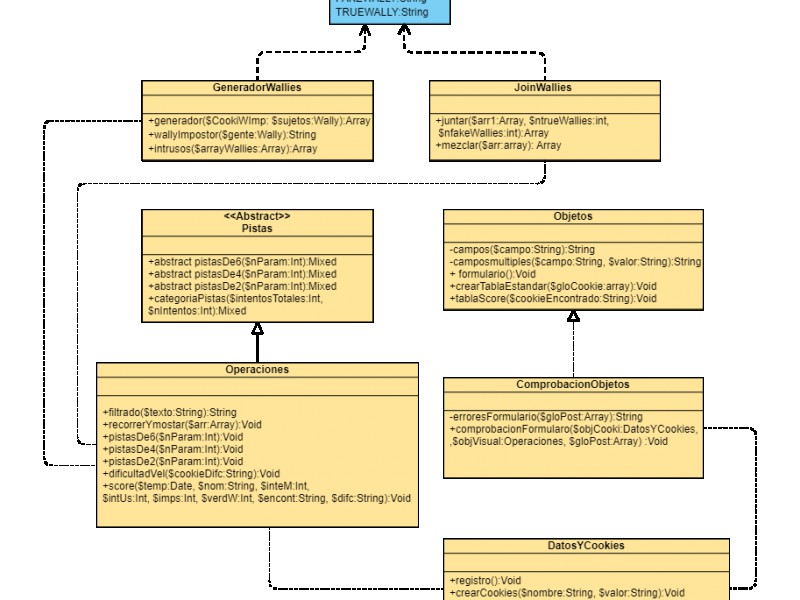 TRUEWALLY:String
GeneradorWallies
+generador($CookiWImp: $sujetos:Wally):Array
+wallyImpostor($gente:Wally):String
+intrusos($arrayWallies:Array):Array
JoinWallies
+juntar($arr1:Array, $ntrueWallies:int,
$nfakeWallies:int):Array
+mezclar($arr:array): Array
<<Abstract>>
Pistas
+abstract pistasDe6($nParam:Int):Mixed
+abstract pistasDe4($nParam:Int):Mixed
+abstract pistasDe2($nParam:Int):Mixed
+categoriaPistas($intentosTotales:Int,
$nIntentos:Int):Mixed
Objetos
-campos($campo:String):String
-camposmultiples($campo:String, $valor:String):String
+ formulario():Void
+crearTablaEstandar($gloCookie:array):Void
+tablaScore($cookieEncontrado:String):Void
Operaciones
+filtrado($texto:String):String
+recorrerYmostar($arr:Array):Void
+pistasDe6($nParam:Int):Void
+pistasDe4($nParam:Int):Void
+pistasDe2($nParam:Int):Void
+dificultadVel($cookieDifc:String):Void
+score($temp:Date, $nom:String, $inteM:Int,
$intUs:Int, $imps:Int, $verdW:Int, $encont:String, $difc:String):Void
ComprobacionObjetos
-erroresFormulario($gloPost:Array):String
+comprobacionFormularo($objCooki:DatosYCookies,
,$objVisual:Operaciones, $gloPost:Array) :Void
DatosYCookies
+registro():Void
+crearCookies($nombre:String, $valor:String):Void